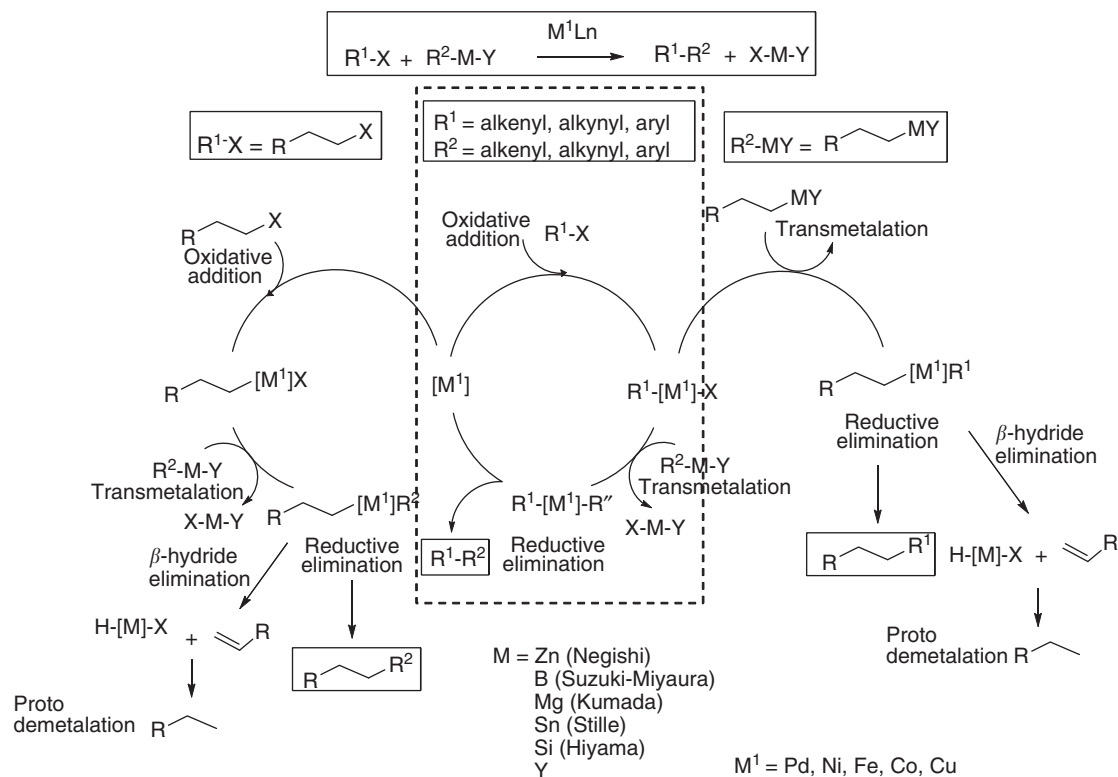 M¹Ln
R¹-X + R²-M-Y R¹-R² + X-M-Y
R¹-X = R X
R¹ = alkenyl, alkynyl, aryl
R² = alkenyl, alkynyl, aryl
R²-MY = R MY
R X
Oxidative
addition
Oxidative
addition
R¹-X
R MY
Transmetalation
R [M¹]X
[M¹]
R¹-[M¹]-X
R [M¹]R¹
R²-M-Y
Transmetalation
X-M-Y
R [M¹]R²
β-hydride
elimination
Reductive
elimination
R¹-R²
R¹-[M¹]-R″
Reductive
elimination
R²-M-Y
Transmetalation
X-M-Y
Reductive
elimination
β-hydride
elimination
R R¹
H-[M]-X + R
Proto
demetalation R
H-[M]-X + R
R R²
Proto
demetalation R
M = Zn (Negishi)
B (Suzuki-Miyaura)
Mg (Kumada)
Sn (Stille)
Si (Hiyama)
Y
M¹ = Pd, Ni, Fe, Co, Cu